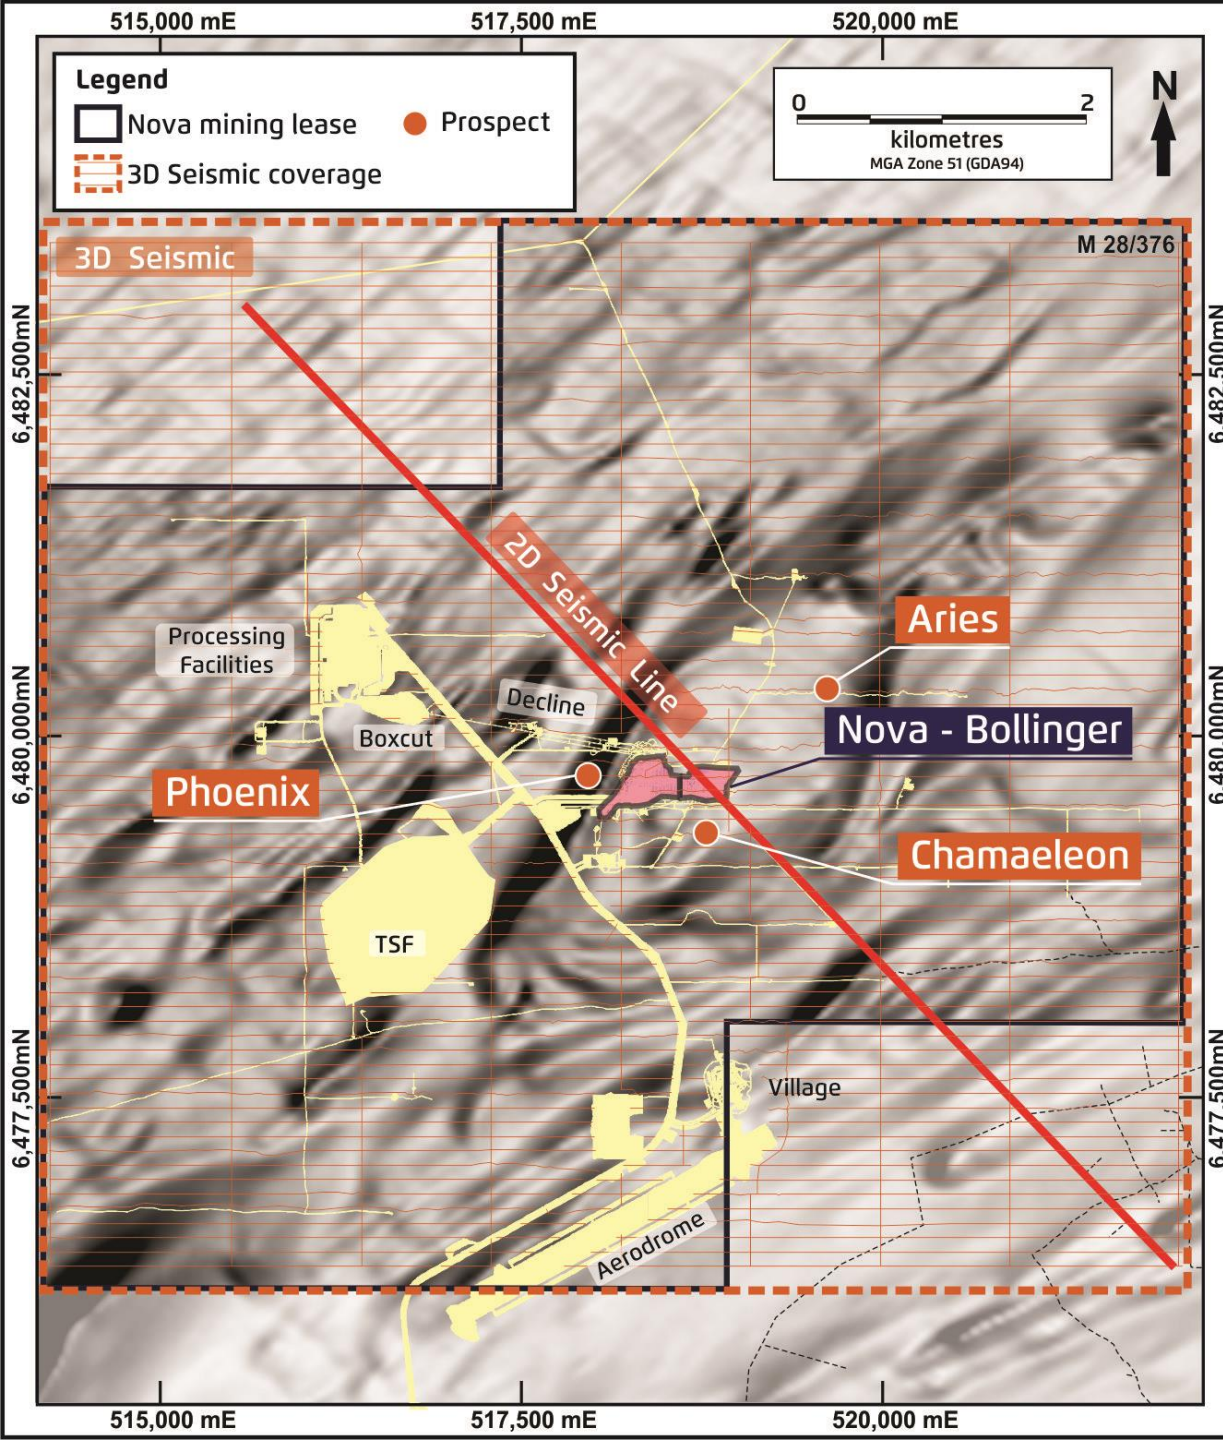 515,000 mE
517,500 mE
520,000 mE
Legend
Nova mining lease
Prospect
3D Seismic coverage
0
2
kilometres
MGA Zone 51 (GDA94)
N
3D Seismic
M 28/376
6,482,500mN
6,482,500mN
2D Seismic Line
Processing
Facilities
Aries
Decline
Boxcut
Nova - Bollinger
6,480,000mN
6,480,000mN
Phoenix
Chamaeleon
TSF
6,477,500mN
6,477,500mN
Village
Aerodrome
515,000 mE
517,500 mE
520,000 mE